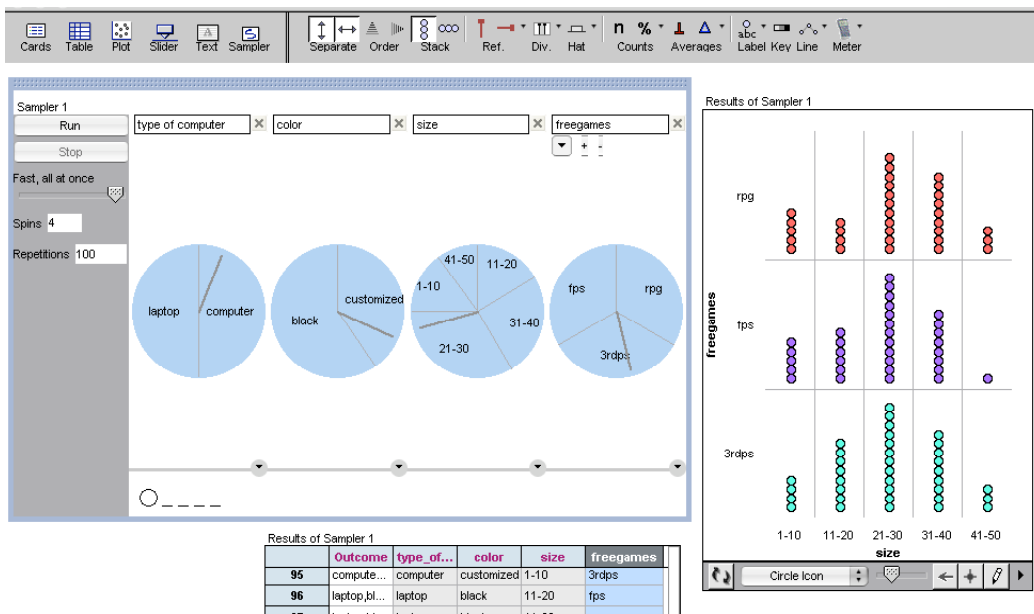 Cards Table Plot Slider Text Sampler Separate Order Stack Ref. Div. Hat Counts Averages Label Key Line Meter
n % abc
A
Sampler 1
Run
Stop
Fast, all at once
Spins 4
Repetitions 100
type of computer color size freegames
+ -
laptop computer
black customized
41-50 11-20
1-10
31-40
21-30
fps rpg
3rdps
Results of Sampler 1
rpg
fps
3rdps
freegames
1-10 11-20 21-30 31-40 41-50
size
Circle Icon
Results of Sampler 1
Outcome type_of... color size freegames
95 compute... computer customized 1-10 3rdps
96 laptop,bl... laptop black 11-20 fps